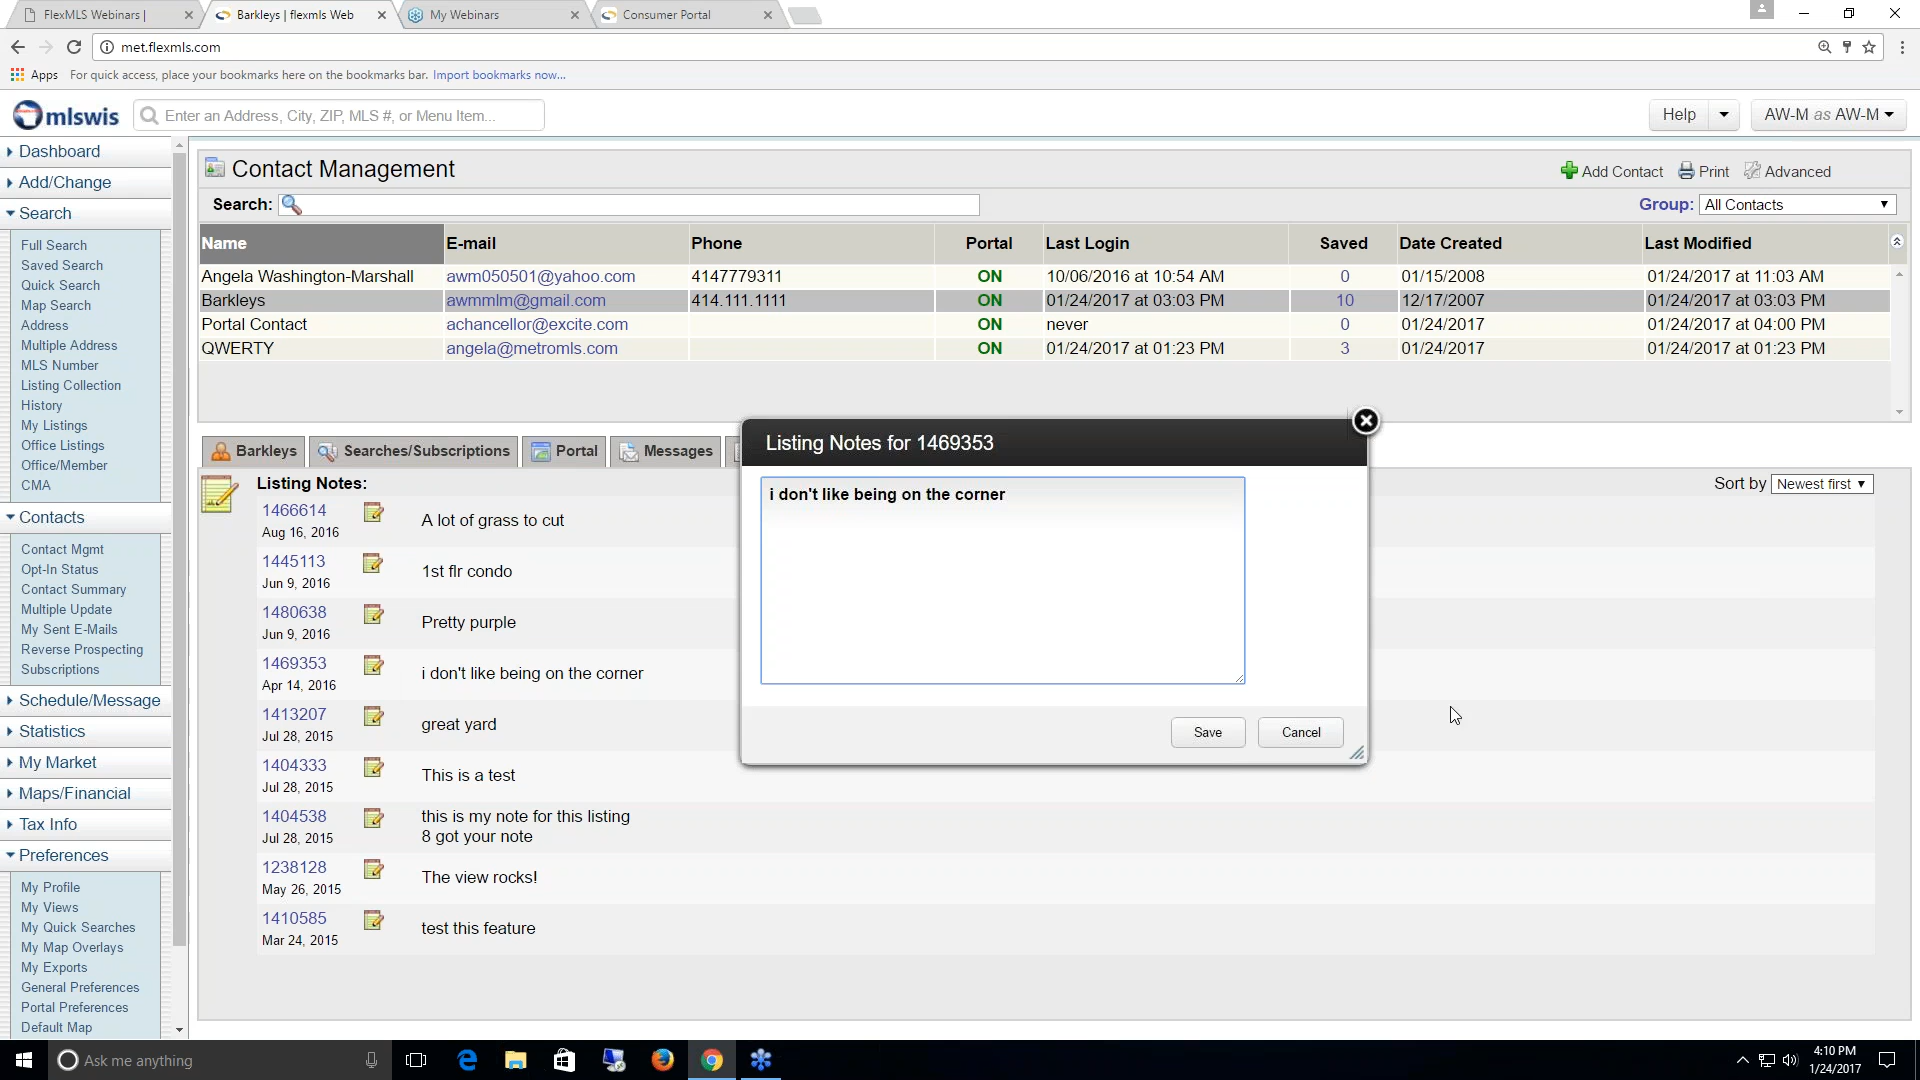 FlexMLS Webinars |
Barkleys | flexmls Web
My Webinars
Consumer Portal
met.flexmls.com
Apps For quick access, place your bookmarks here on the bookmarks bar. Import bookmarks now...
mlswis
Enter an Address, City, ZIP, MLS #, or Menu Item...
Help
AW-M as AW-M
Dashboard
Add/Change
Search
Full Search
Saved Search
Quick Search
Map Search
Address
Multiple Address
MLS Number
Listing Collection
History
My Listings
Office Listings
Office/Member
CMA
Contacts
Contact Mgmt
Opt-In Status
Contact Summary
Multiple Update
My Sent E-Mails
Reverse Prospecting
Subscriptions
Schedule/Message
Statistics
My Market
Maps/Financial
Tax Info
Preferences
My Profile
My Views
My Quick Searches
My Map Overlays
My Exports
General Preferences
Portal Preferences
Default Map
Contact Management
Add Contact Print Advanced
Search:
Group: All Contacts
Name E-mail Phone Portal Last Login Saved Date Created Last Modified
Angela Washington-Marshall awm050501@yahoo.com 4147779311 ON 10/06/2016 at 10:54 AM 0 01/15/2008 01/24/2017 at 11:03 AM
Barkleys awmmlm@gmail.com 414.111.1111 ON 01/24/2017 at 03:03 PM 10 12/17/2007 01/24/2017 at 03:03 PM
Portal Contact achancellor@excite.com ON never 0 01/24/2017 01/24/2017 at 04:00 PM
QWERTY angela@metromls.com ON 01/24/2017 at 01:23 PM 3 01/24/2017 01/24/2017 at 01:23 PM
Barkleys Searches/Subscriptions Portal Messages
Listing Notes:
Sort by Newest first
1466614
Aug 16, 2016
A lot of grass to cut
1445113
Jun 9, 2016
1st flr condo
1480638
Jun 9, 2016
Pretty purple
1469353
Apr 14, 2016
i don't like being on the corner
1413207
Jul 28, 2015
great yard
1404333
Jul 28, 2015
This is a test
1404538
Jul 28, 2015
this is my note for this listing
8 got your note
1238128
May 26, 2015
The view rocks!
1410585
Mar 24, 2015
test this feature
Listing Notes for 1469353
i don't like being on the corner
Save
Cancel
Ask me anything
4:10 PM
1/24/2017